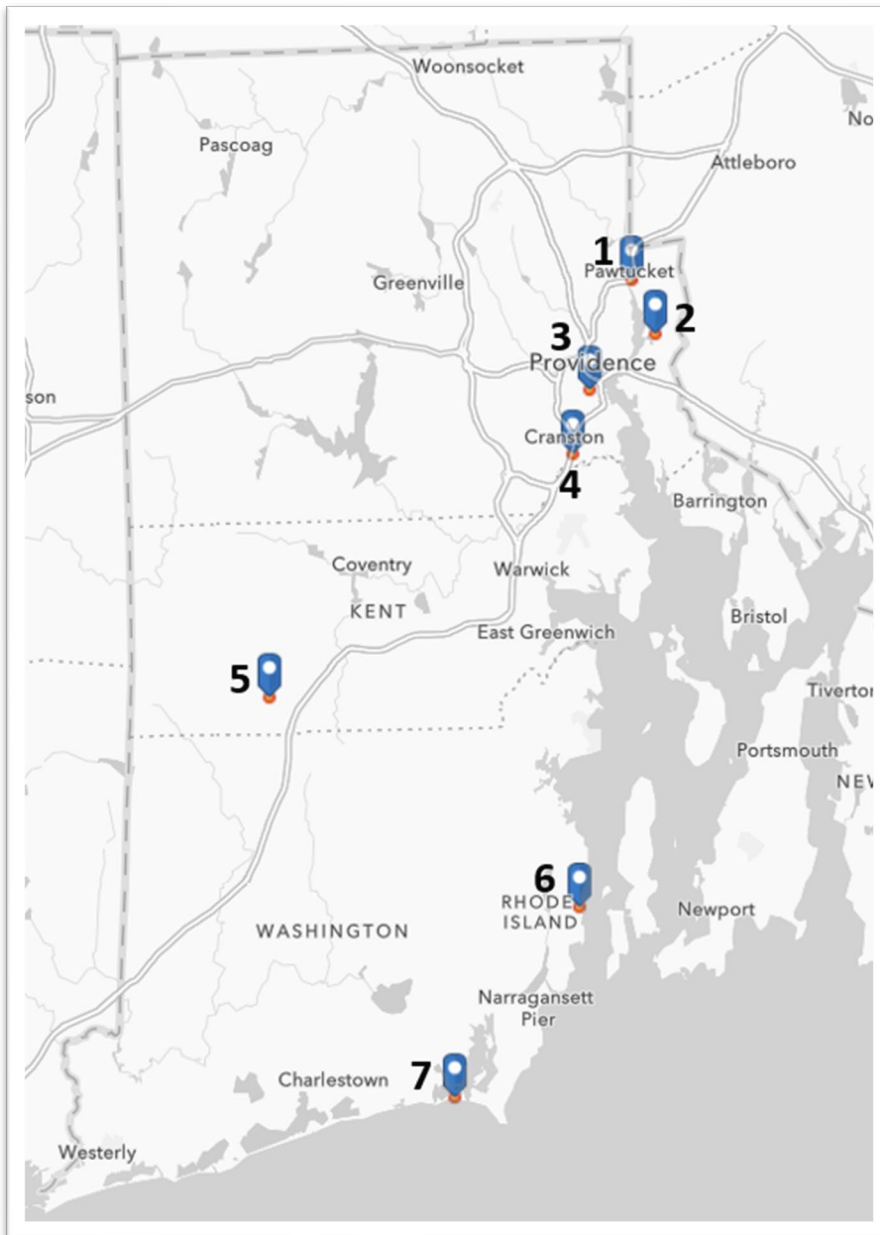 Woonsocket
No
Pascoag
Attleboro
1
Pawtucket
Greenville
2
3
Providence
son
Cranston
4
Barrington
Coventry
Warwick
KENT
Bristol
East Greenwich
5
Tiverton
Portsmouth
NEW
6
RHODE
ISLAND
Newport
WASHINGTON
Narragansett
Pier
7
Charlestown
Westerly